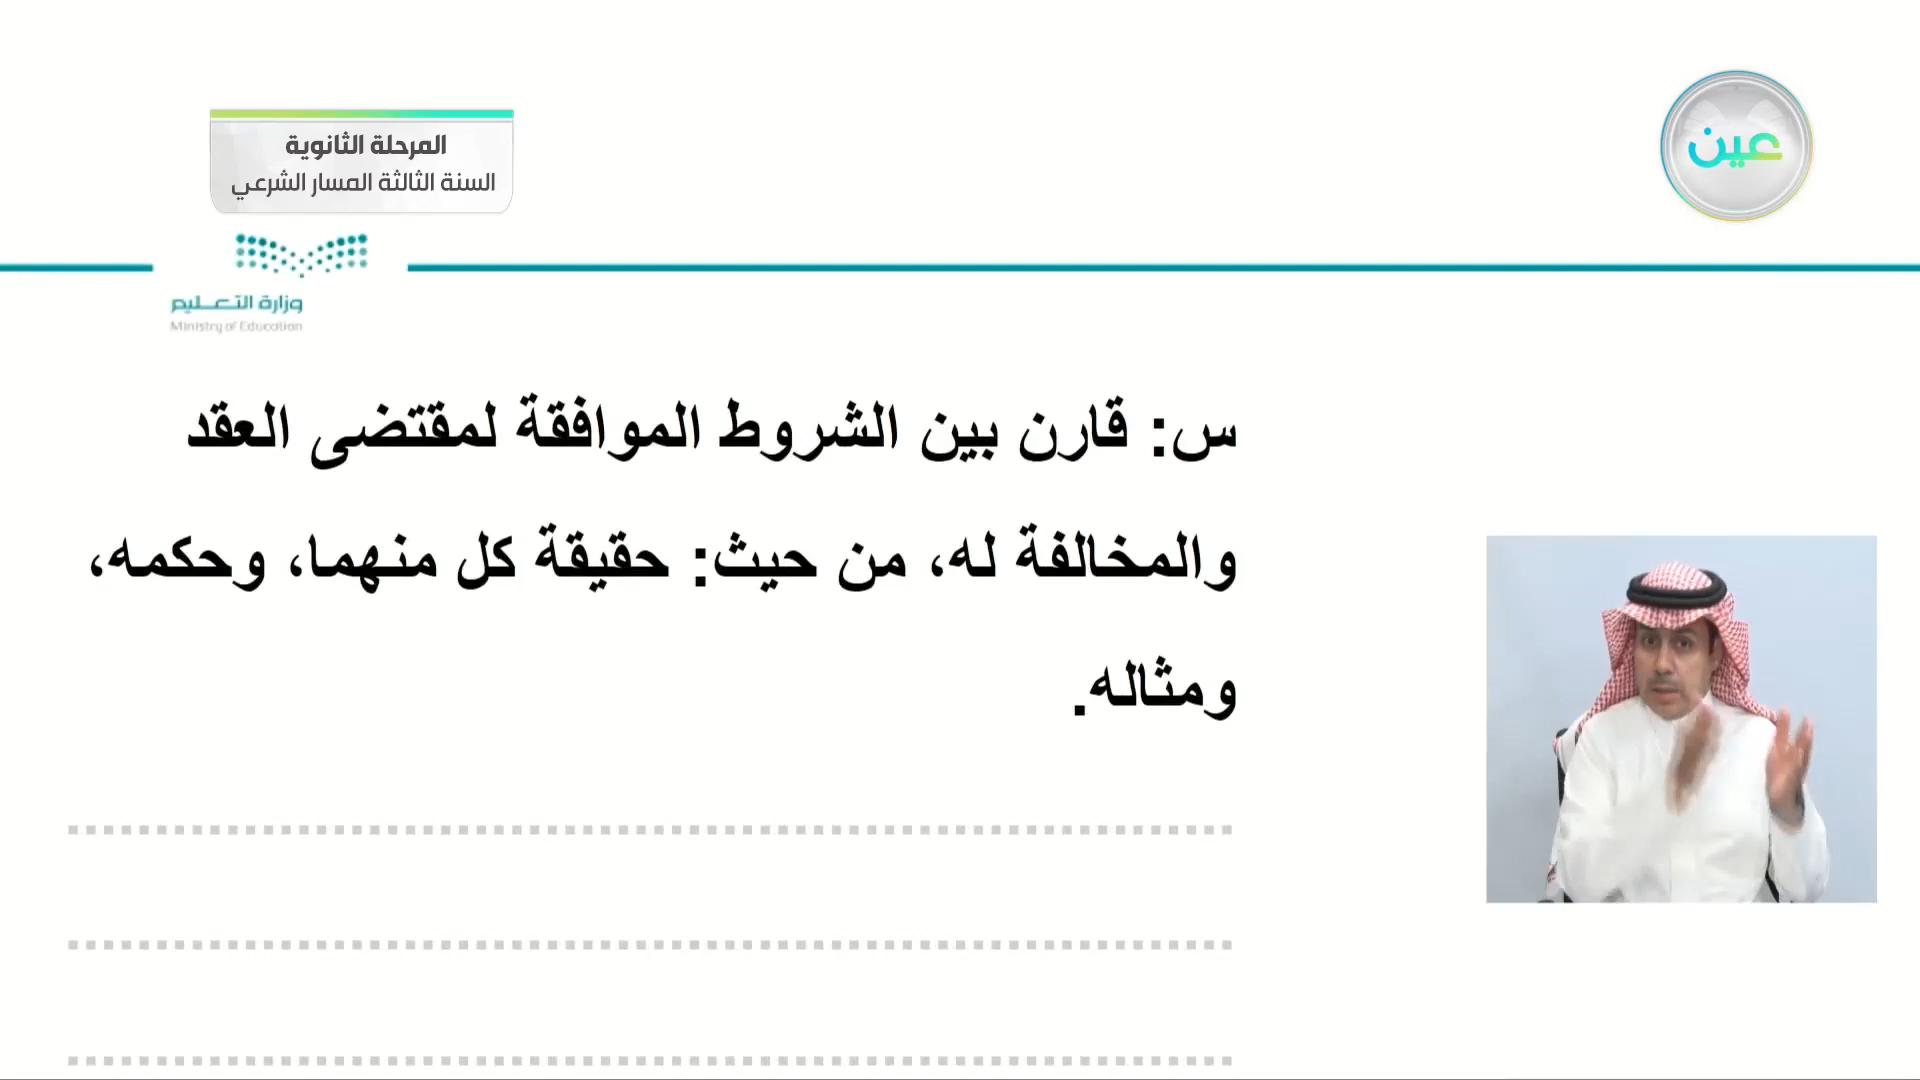 المرحلة الثانوية
السنة الثالثة المسار الشرعي
عين
وزارة التعليم
Ministry of Education
س: قارن بين الشروط الموافقة لمقتضى العقد
والمخالفة له، من حيث: حقيقة كل منهما، وحكمه،
ومثاله.